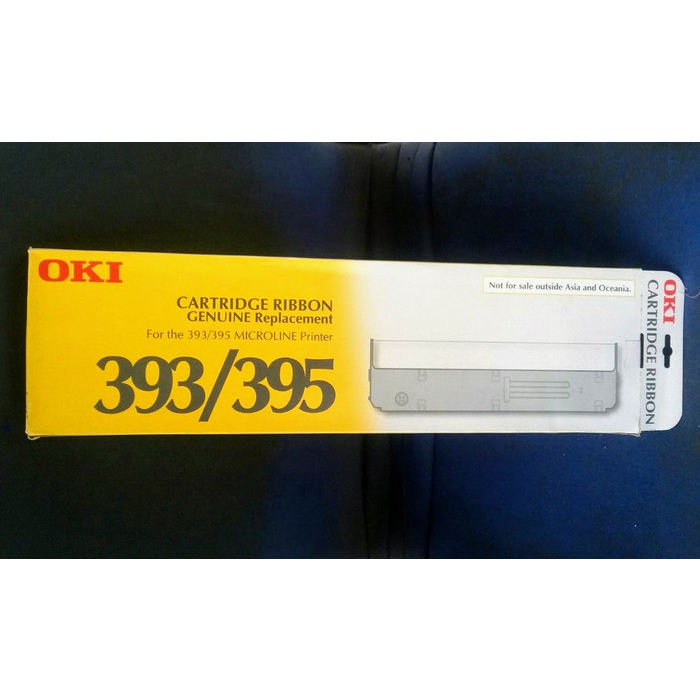 OKI
CARTRIDGE RIBBON
GENUINE Replacement
For the 393/395 MICROLINE Printer
393/395
Not for sale outside Asia and Oceania.
OKI
CARTRIDGE RIBBON